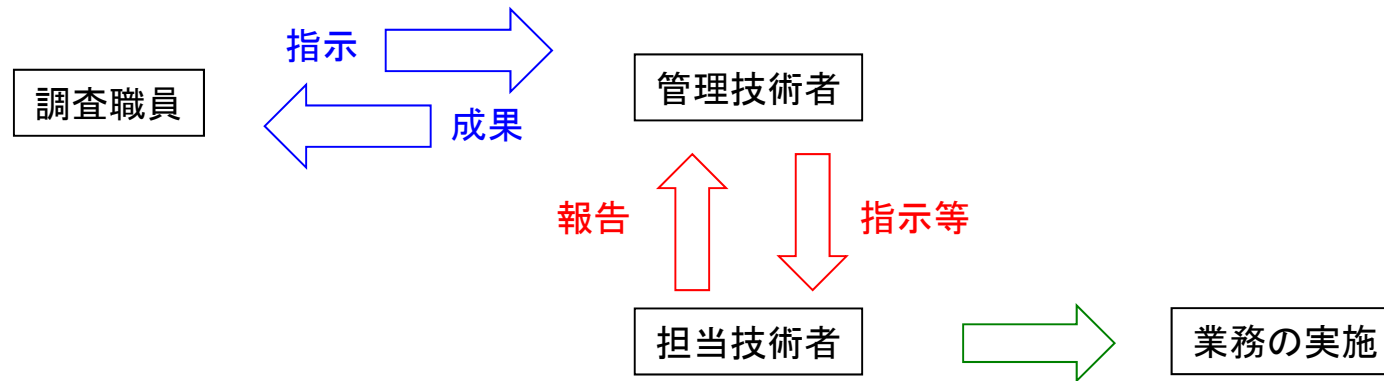 指示
調査職員
管理技術者
成果
報告
指示等
担当技術者
業務の実施